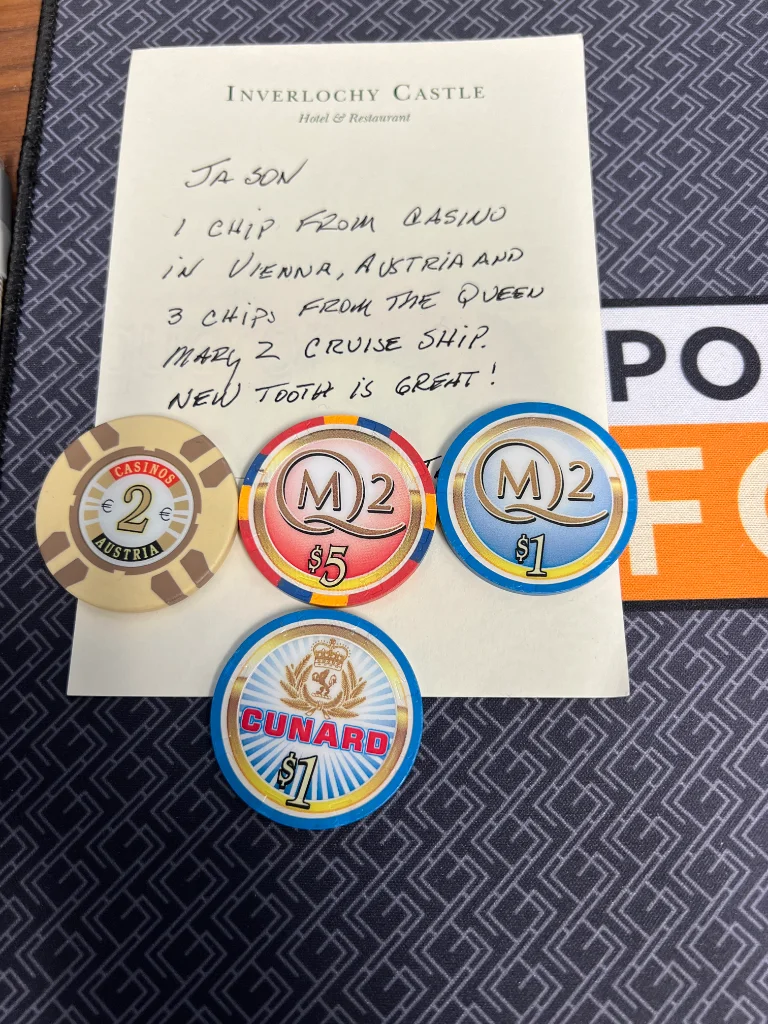 INVERLOCHY CASTLE
Hotel & Restaurant
JASON
1 CHIP FROM CASINO
IN VIENNA, AUSTRIA AND
3 CHIPS FROM THE QUEEN
MARY 2 CRUISE SHIP.
NEW TOOTH IS GREAT!
PO
FO
CASINOS
€ 2 €
AUSTRIA
QM2
$5
QM2
$1
CUNARD
$1